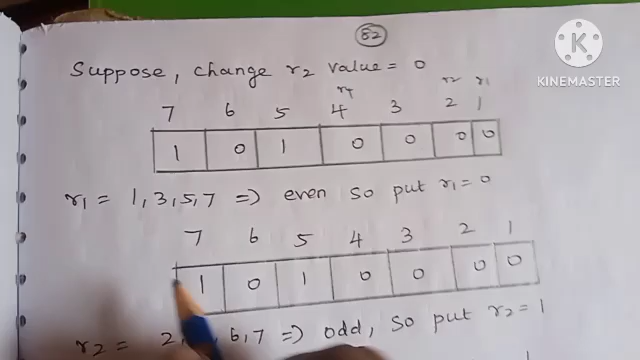 82
KINEMASTER
Suppose, change r2 value = 0
r4 r2 r1
7 6 5 4 3 2 1
1 0 1 0 0 0 0
r1 = 1,3,5,7 => even so put r1=0
7 6 5 4 3 2 1
1 0 1 0 0 0 0
r2 = 2, 6,7 => odd, so put r2 = 1